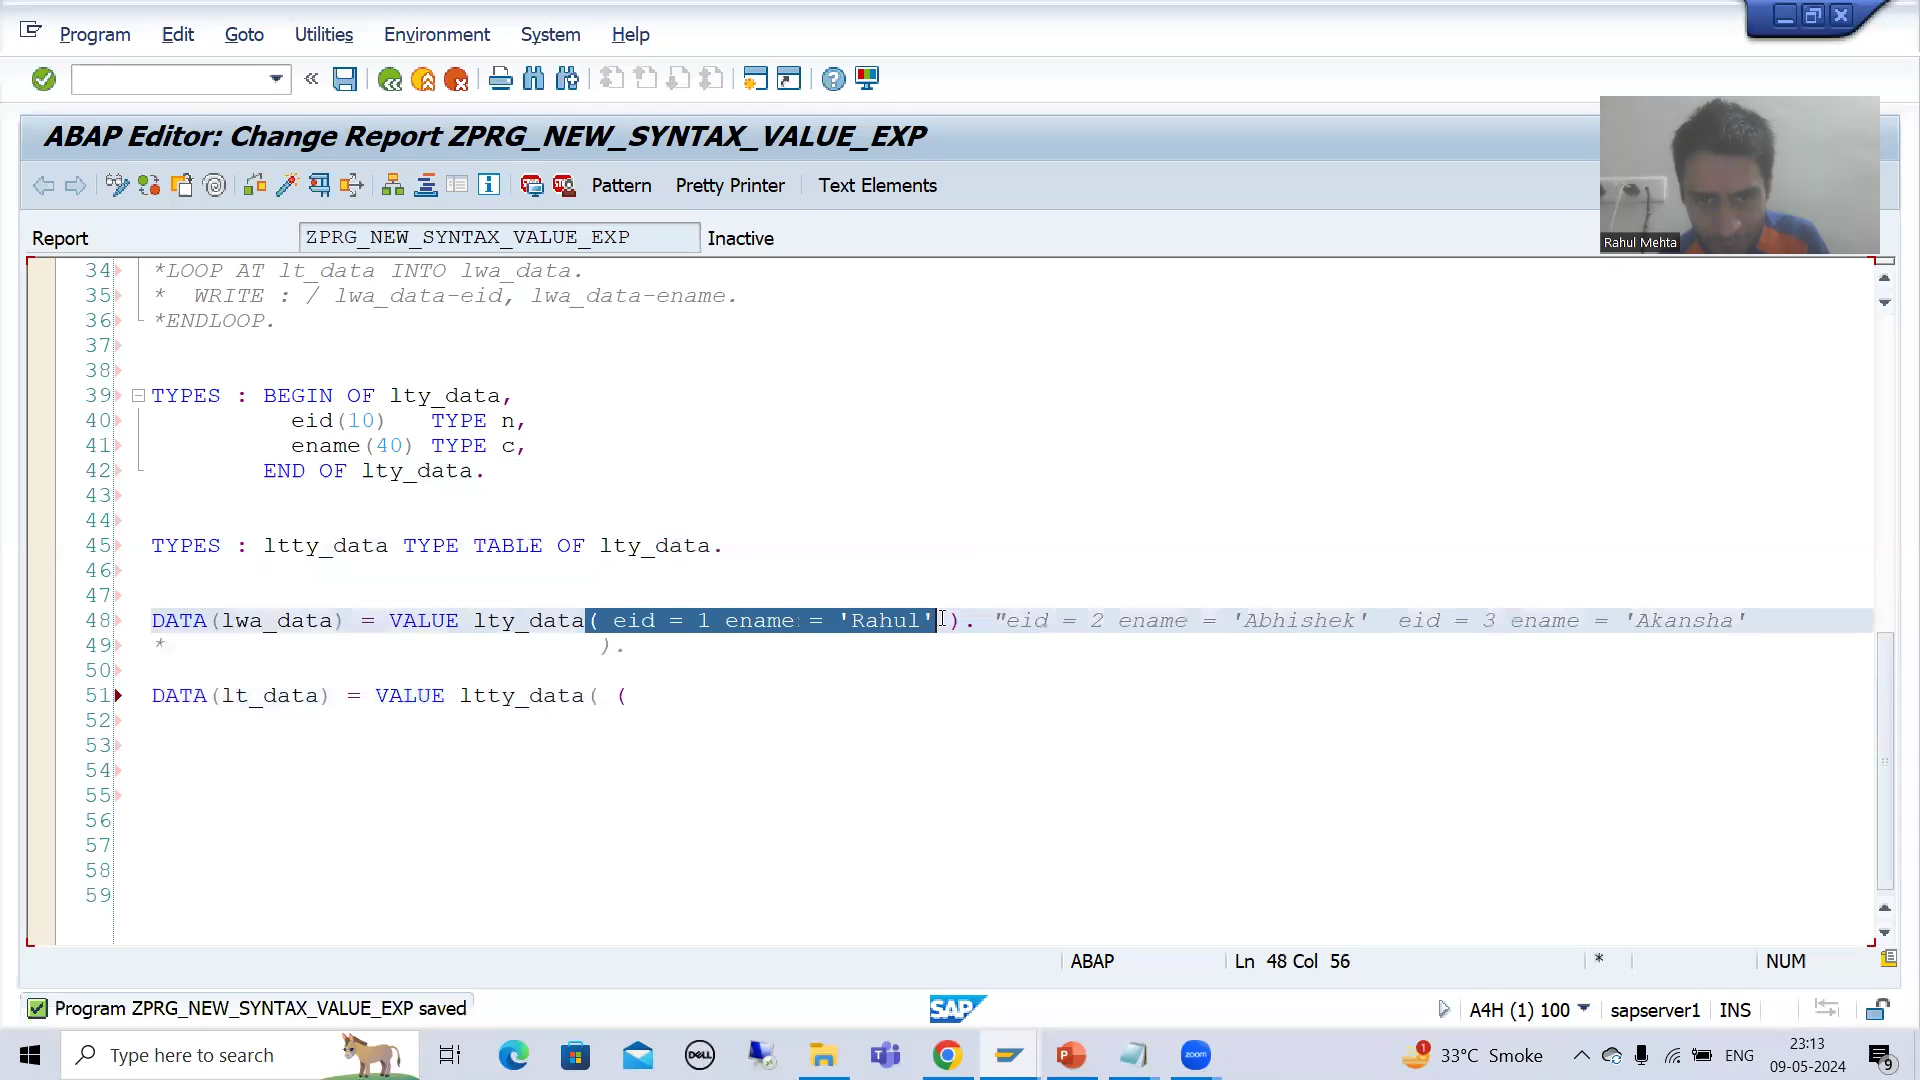 Program Edit Goto Utilities Environment System Help
ABAP Editor: Change Report ZPRG_NEW_SYNTAX_VALUE_EXP
Pattern Pretty Printer Text Elements
Report ZPRG_NEW_SYNTAX_VALUE_EXP Inactive
Rahul Mehta
34 *LOOP AT lt_data INTO lwa_data.
35 *  WRITE : / lwa_data-eid, lwa_data-ename.
36 *ENDLOOP.
37
38
39 TYPES : BEGIN OF lty_data,
40 eid(10) TYPE n,
41 ename(40) TYPE c,
42 END OF lty_data.
43
44
45 TYPES : ltty_data TYPE TABLE OF lty_data.
46
47
48 DATA(lwa_data) = VALUE lty_data( eid = 1 ename = 'Rahul' ). "eid = 2 ename = 'Abhishek' eid = 3 ename = 'Akansha'
49 * ).
50
51 DATA(lt_data) = VALUE ltty_data( (
52
53
54
55
56
57
58
59
ABAP Ln 48 Col 56 * NUM
Program ZPRG_NEW_SYNTAX_VALUE_EXP saved
SAP
A4H (1) 100 sapserver1 INS
Type here to search
DELL
zoom
1
33°C Smoke
ENG
23:13
09-05-2024
9